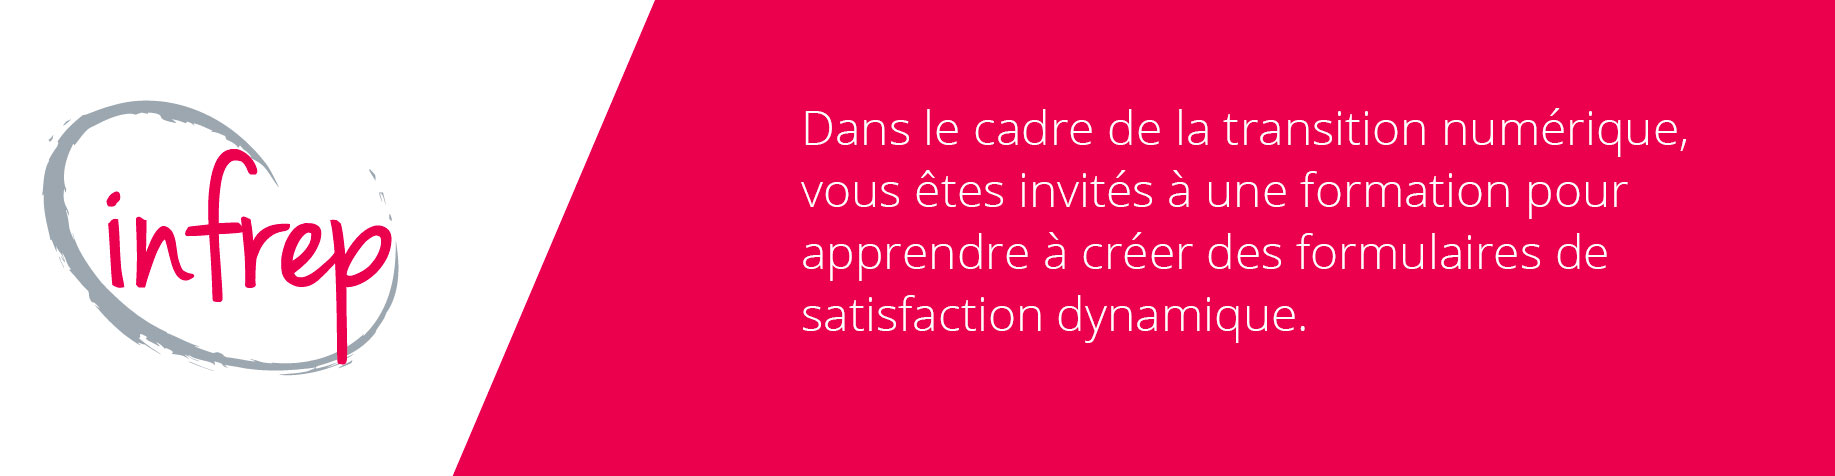 infrep
Dans le cadre de la transition numérique,
vous êtes invités à une formation pour
apprendre à créer des formulaires de
satisfaction dynamique.